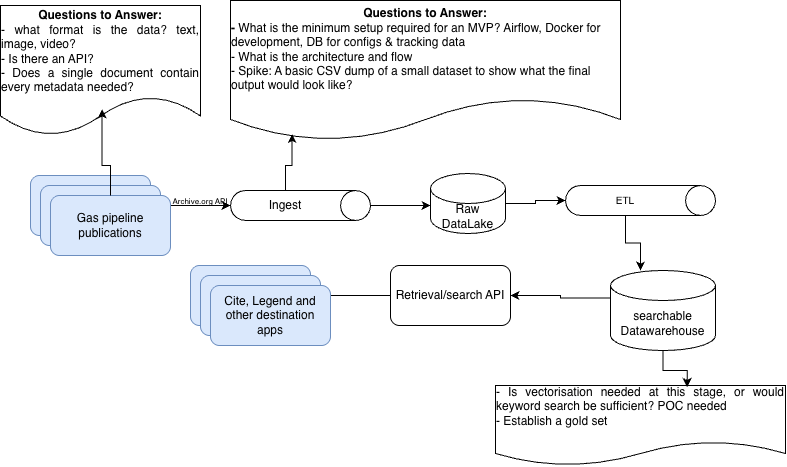 Questions to Answer:
- what format is the data? text,
image, video?
- Is there an API?
- Does a single document contain
every metadata needed?
Questions to Answer:
- What is the minimum setup required for an MVP? Airflow, Docker for
development, DB for configs & tracking data
- What is the architecture and flow
- Spike: A basic CSV dump of a small dataset to show what the final
output would look like?
Gas pipeline
publications
Archive.org API
Ingest
Raw
DataLake
ETL
Cite, Legend and
other destination
apps
Retrieval/search API
searchable
Datawarehouse
- Is vectorisation needed at this stage, or would
keyword search be sufficient? POC needed
- Establish a gold set